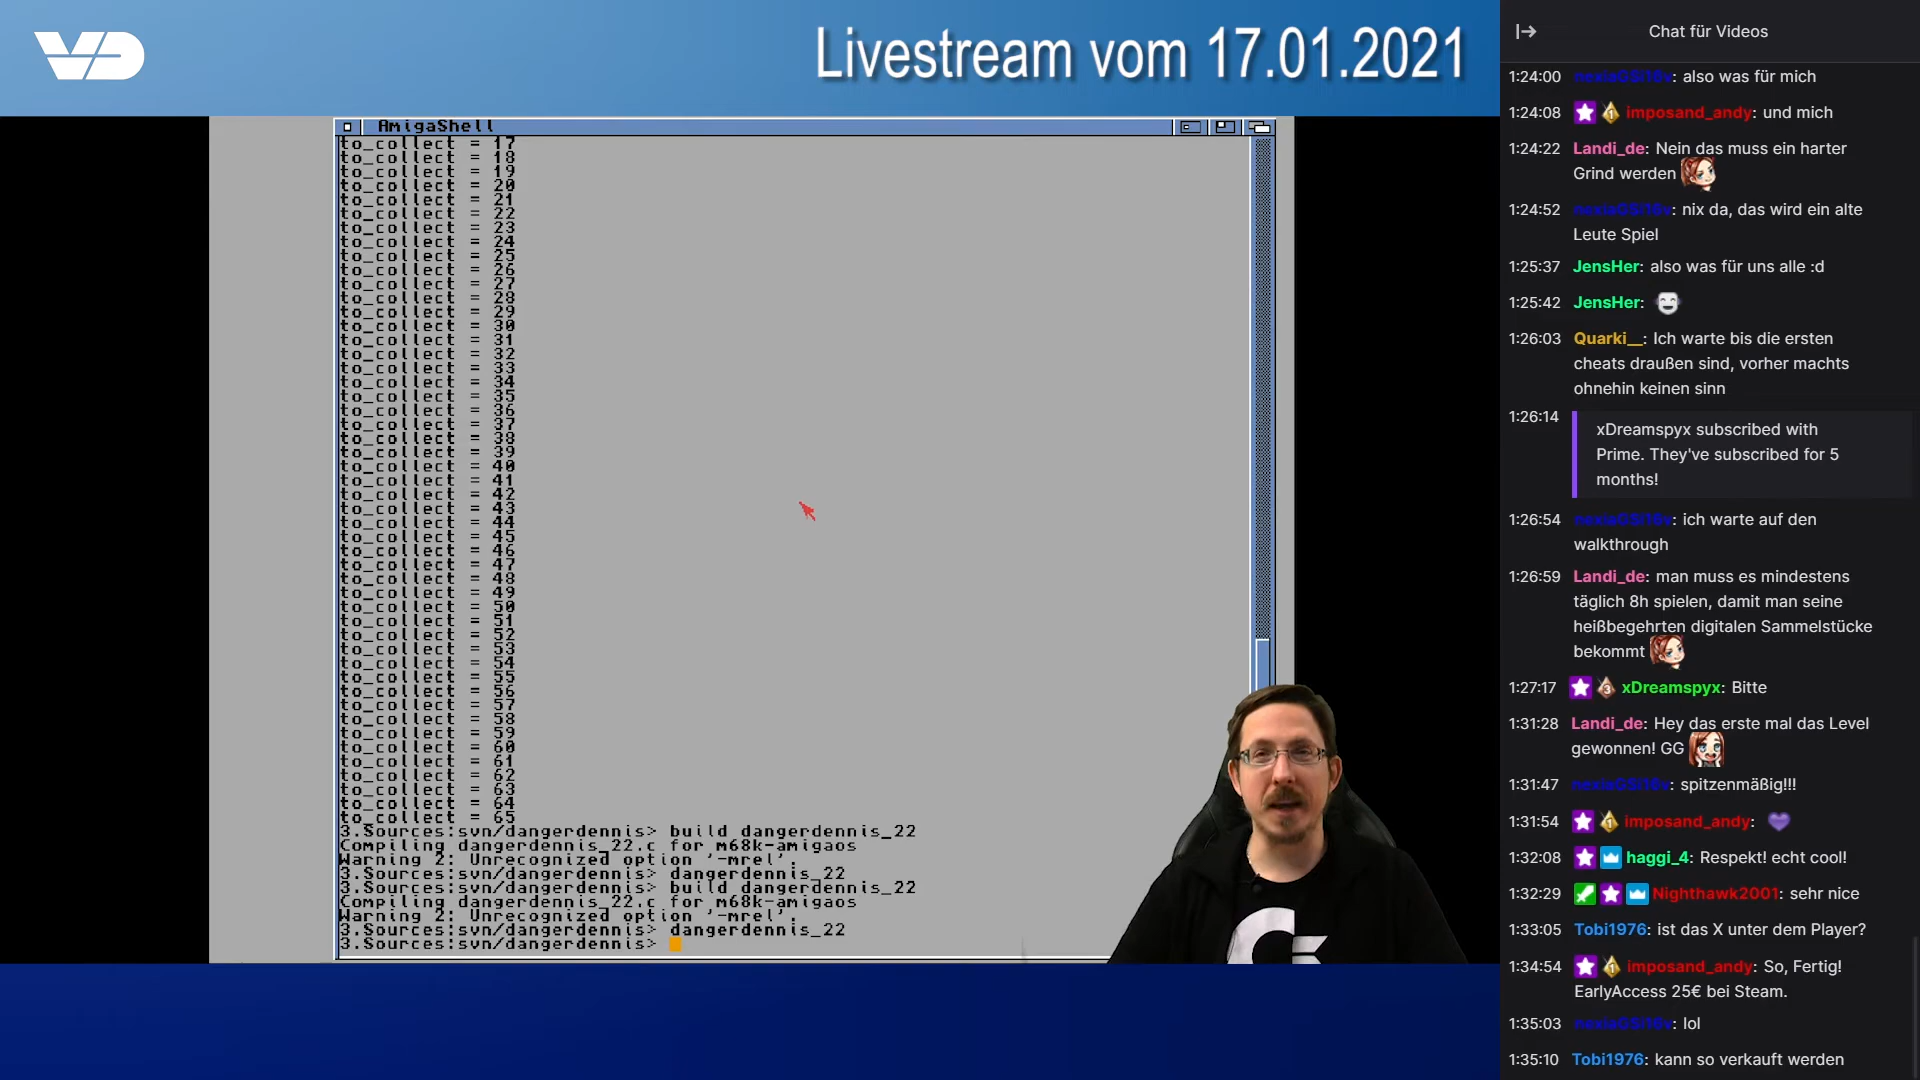 VD
Livestream vom 17.01.2021
AmigaShell
to_collect = 17
to_collect = 18
to_collect = 19
to_collect = 20
to_collect = 21
to_collect = 22
to_collect = 23
to_collect = 24
to_collect = 25
to_collect = 26
to_collect = 27
to_collect = 28
to_collect = 29
to_collect = 30
to_collect = 31
to_collect = 32
to_collect = 33
to_collect = 34
to_collect = 35
to_collect = 36
to_collect = 37
to_collect = 38
to_collect = 39
to_collect = 40
to_collect = 41
to_collect = 42
to_collect = 43
to_collect = 44
to_collect = 45
to_collect = 46
to_collect = 47
to_collect = 48
to_collect = 49
to_collect = 50
to_collect = 51
to_collect = 52
to_collect = 53
to_collect = 54
to_collect = 55
to_collect = 56
to_collect = 57
to_collect = 58
to_collect = 59
to_collect = 60
to_collect = 61
to_collect = 62
to_collect = 63
to_collect = 64
to_collect = 65
3.Sources:svn/dangerdennis> build dangerdennis_22
Compiling dangerdennis_22.c for m68k-amigaos
Warning 2: Unrecognized option '-mrel'.
3.Sources:svn/dangerdennis> dangerdennis_22
3.Sources:svn/dangerdennis> build dangerdennis_22
Compiling dangerdennis_22.c for m68k-amigaos
Warning 2: Unrecognized option '-mrel'.
3.Sources:svn/dangerdennis> dangerdennis_22
3.Sources:svn/dangerdennis>
Chat für Videos
1:24:00 : also was für mich
1:24:08 imposand_andy: und mich
1:24:22 Landi_de: Nein das muss ein harter
Grind werden
1:24:52 : nix da, das wird ein alte
Leute Spiel
1:25:37 JensHer: also was für uns alle :d
1:25:42 JensHer:
1:26:03 Quarki__: Ich warte bis die ersten
cheats draußen sind, vorher machts
ohnehin keinen sinn
1:26:14 xDreamspyx subscribed with
Prime. They've subscribed for 5
months!
1:26:54 : ich warte auf den
walkthrough
1:26:59 Landi_de: man muss es mindestens
täglich 8h spielen, damit man seine
heißbegehrten digitalen Sammelstücke
bekommt
1:27:17 xDreamspyx: Bitte
1:31:28 Landi_de: Hey das erste mal das Level
gewonnen! GG
1:31:47 : spitzenmäßig!!!
1:31:54 imposand_andy:
1:32:08 haggi_4: Respekt! echt cool!
1:32:29 Nighthawk2001: sehr nice
1:33:05 Tobi1976: ist das X unter dem Player?
1:34:54 imposand_andy: So, Fertig!
EarlyAccess 25€ bei Steam.
1:35:03 : lol
1:35:10 Tobi1976: kann so verkauft werden